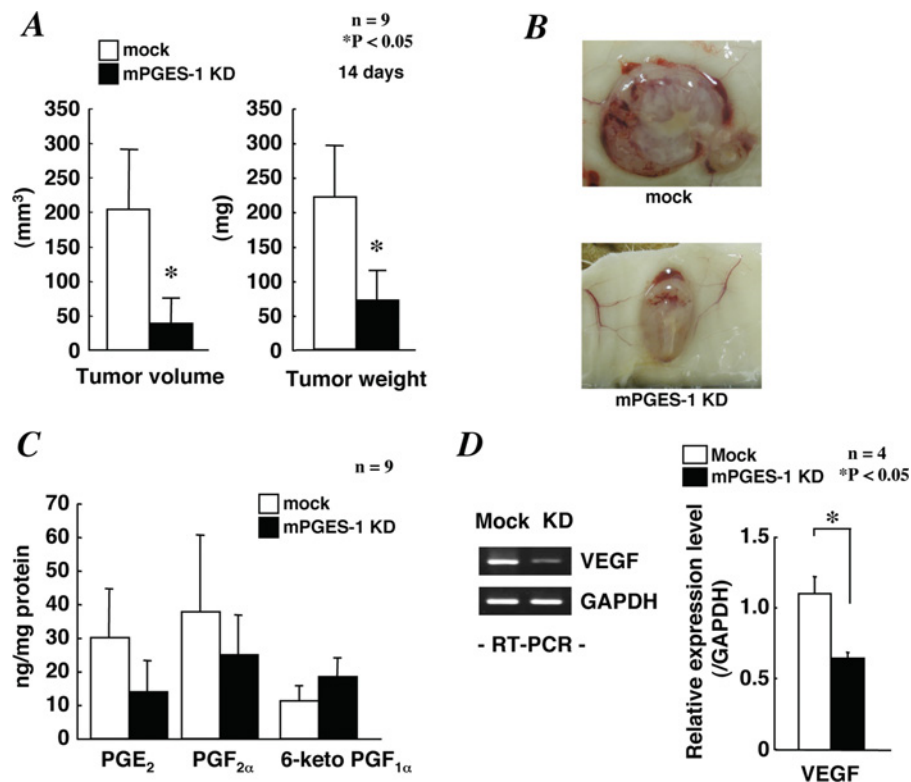 A
n = 9
*P < 0.05
mock
mPGES-1 KD
14 days
350
300
250
200
150
100
50
0
(mm³)
*
Tumor volume
350
300
250
200
150
100
50
0
(mg)
*
Tumor weight
B
mock
mPGES-1 KD
C
n = 9
mock
mPGES-1 KD
70
60
50
40
30
20
10
0
ng/mg protein
PGE₂
PGF₂α
6-keto PGF₁α
D
Mock
mPGES-1 KD
n = 4
*P < 0.05
Mock KD
VEGF
GAPDH
- RT-PCR -
Relative expression level
(/GAPDH)
1.5
1.0
0.5
0
*
VEGF